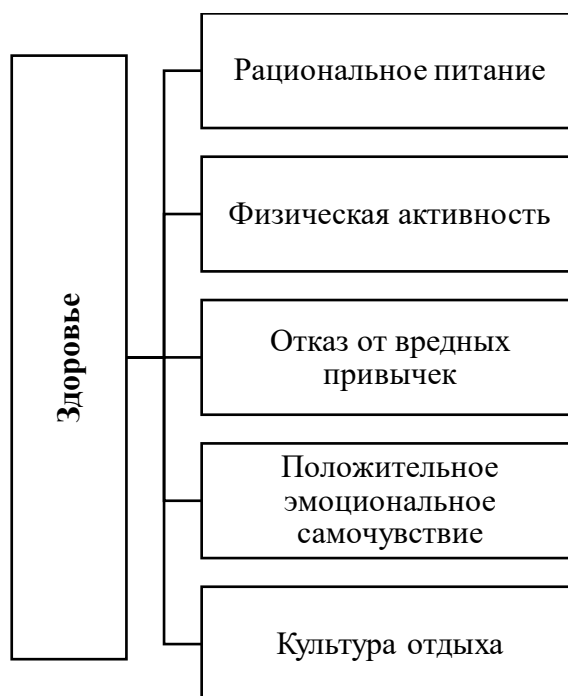 Здоровье
Рациональное питание
Физическая активность
Отказ от вредных
привычек
Положительное
эмоциональное
самочувствие
Культура отдыха